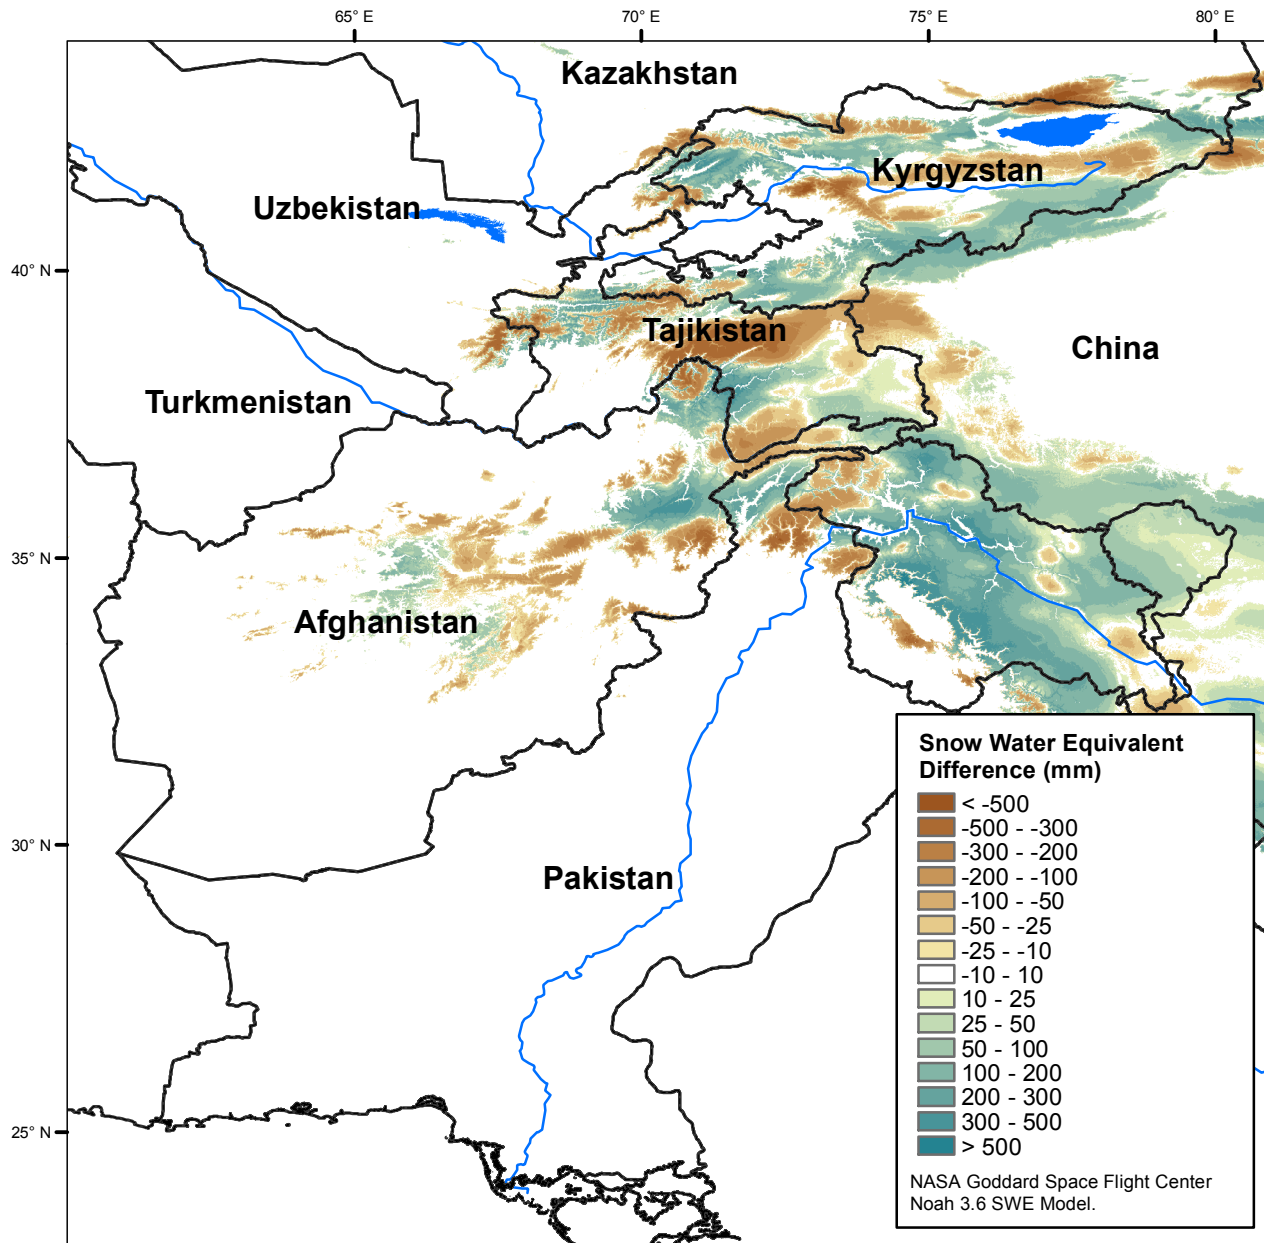 65° E
70° E
75° E
80° E
Kazakhstan
Kyrgyzstan
Uzbekistan
40° N
Tajikistan
China
Turkmenistan
35° N
Afghanistan
Snow Water Equivalent
Difference (mm)
< -500
-500 - -300
-300 - -200
-200 - -100
-100 - -50
-50 - -25
-25 - -10
-10 - 10
10 - 25
25 - 50
50 - 100
100 - 200
200 - 300
300 - 500
> 500
NASA Goddard Space Flight Center
Noah 3.6 SWE Model.
30° N
Pakistan
25° N